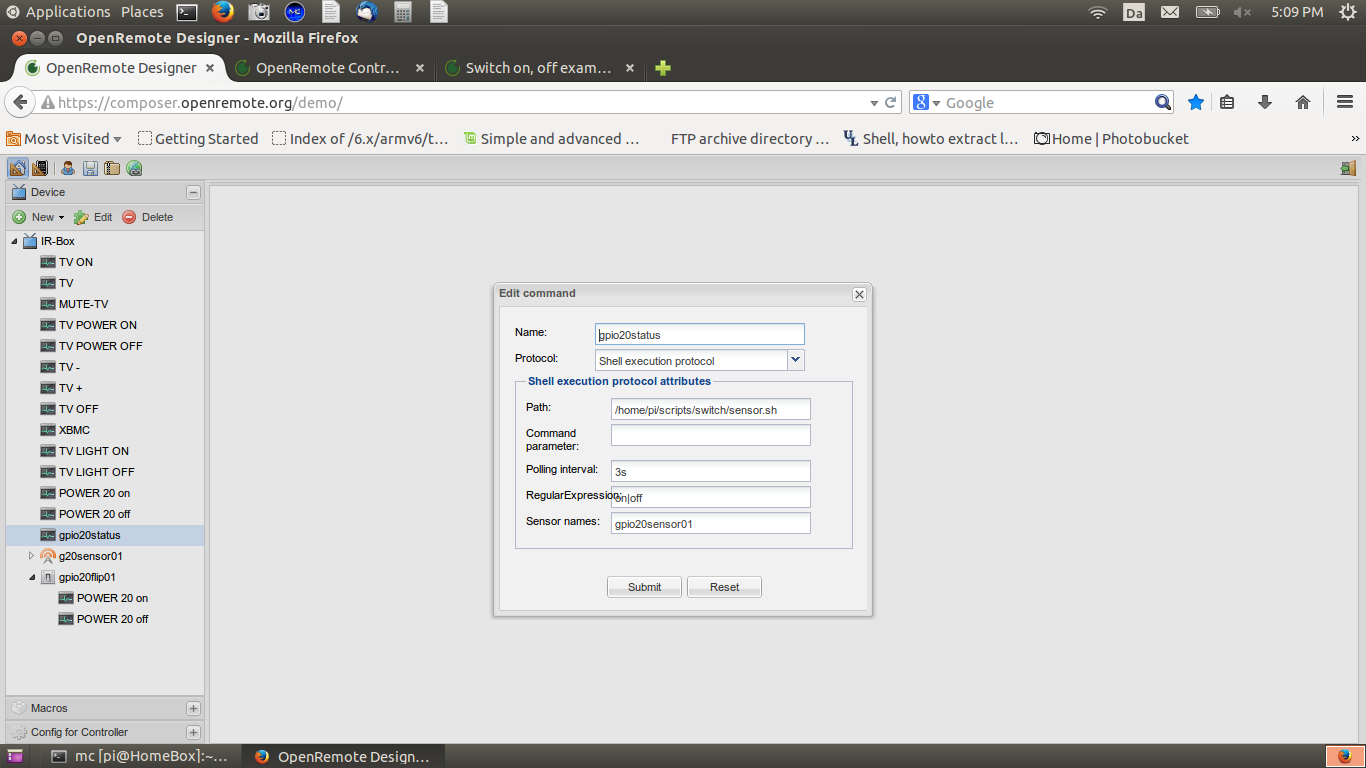 Applications Places
Da
5:09 PM
OpenRemote Designer - Mozilla Firefox
OpenRemote Designer
OpenRemote Contr…
Switch on, off exam…
https://composer.openremote.org/demo/
Google
Most Visited
Getting Started
Index of /6.x/armv6/t…
Simple and advanced …
FTP archive directory …
Shell, howto extract l…
Home | Photobucket
»
Device
New Edit Delete
IR-Box
TV ON
TV
MUTE-TV
TV POWER ON
TV POWER OFF
TV -
TV +
TV OFF
XBMC
TV LIGHT ON
TV LIGHT OFF
POWER 20 on
POWER 20 off
gpio20status
g20sensor01
gpio20flip01
POWER 20 on
POWER 20 off
Macros
Config for Controller
Edit command
Name: gpio20status
Protocol: Shell execution protocol
Shell execution protocol attributes
Path: /home/pi/scripts/switch/sensor.sh
Command
parameter:
Polling interval: 3s
RegularExpression: on|off
Sensor names: gpio20sensor01
Submit Reset
mc [pi@HomeBox]:~…
OpenRemote Design…